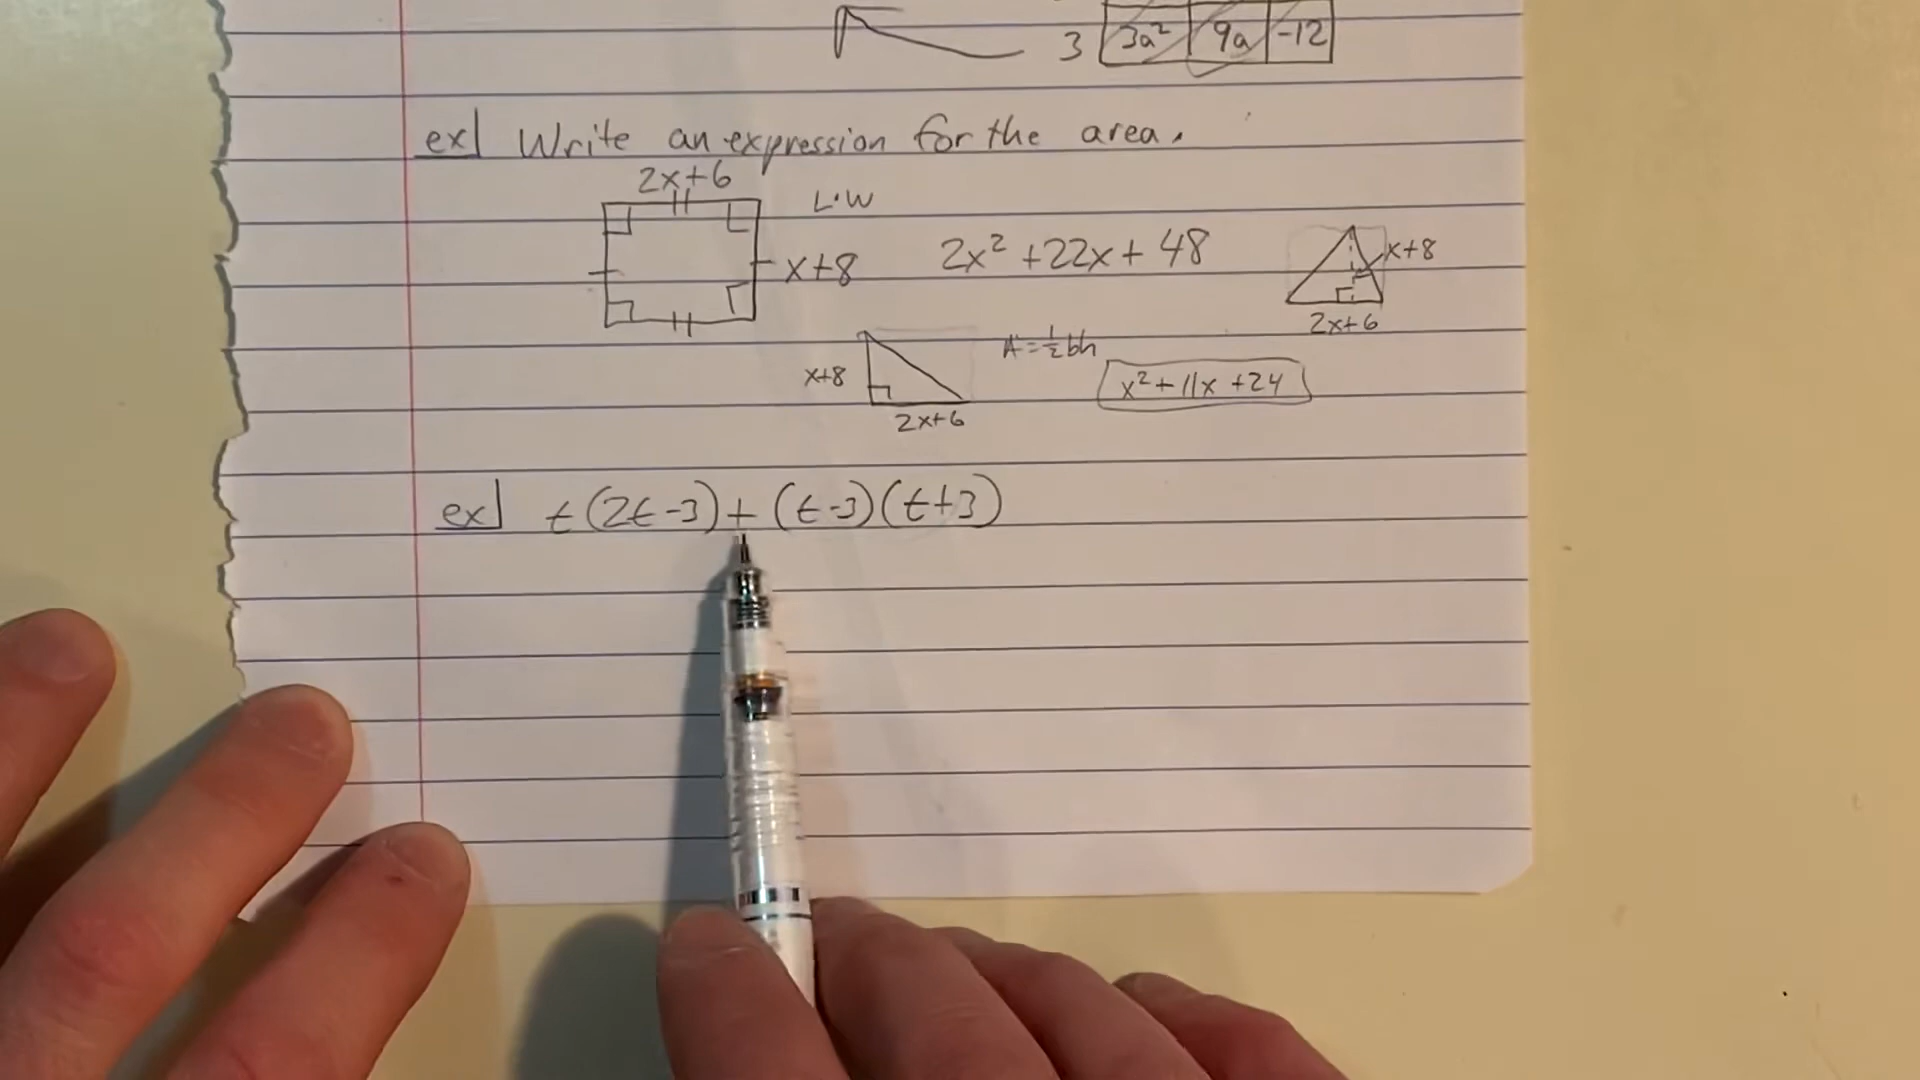 3 3a² 9a -12
ex) Write an expression for the area.
2x+6
L·W
x+8
2x² +22x + 48
x+8
2x+6
x+8
A = ½bh
x² + 11x + 24
2x+6
ex) t(2t-3) + (t-3)(t+3)